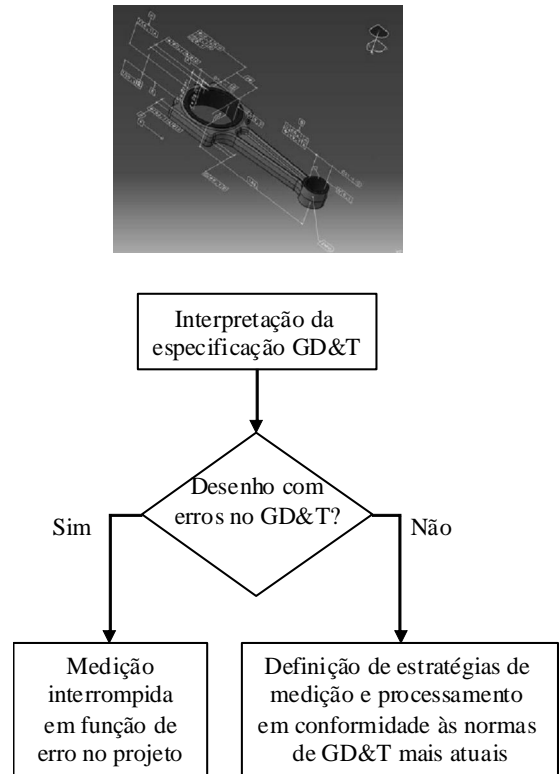 Interpretação da
especificação GD&T
Desenho com
erros no GD&T?
Sim
Não
Medição
interrompida
em função de
erro no projeto
Definição de estratégias de
medição e processamento
em conformidade às normas
de GD&T mais atuais